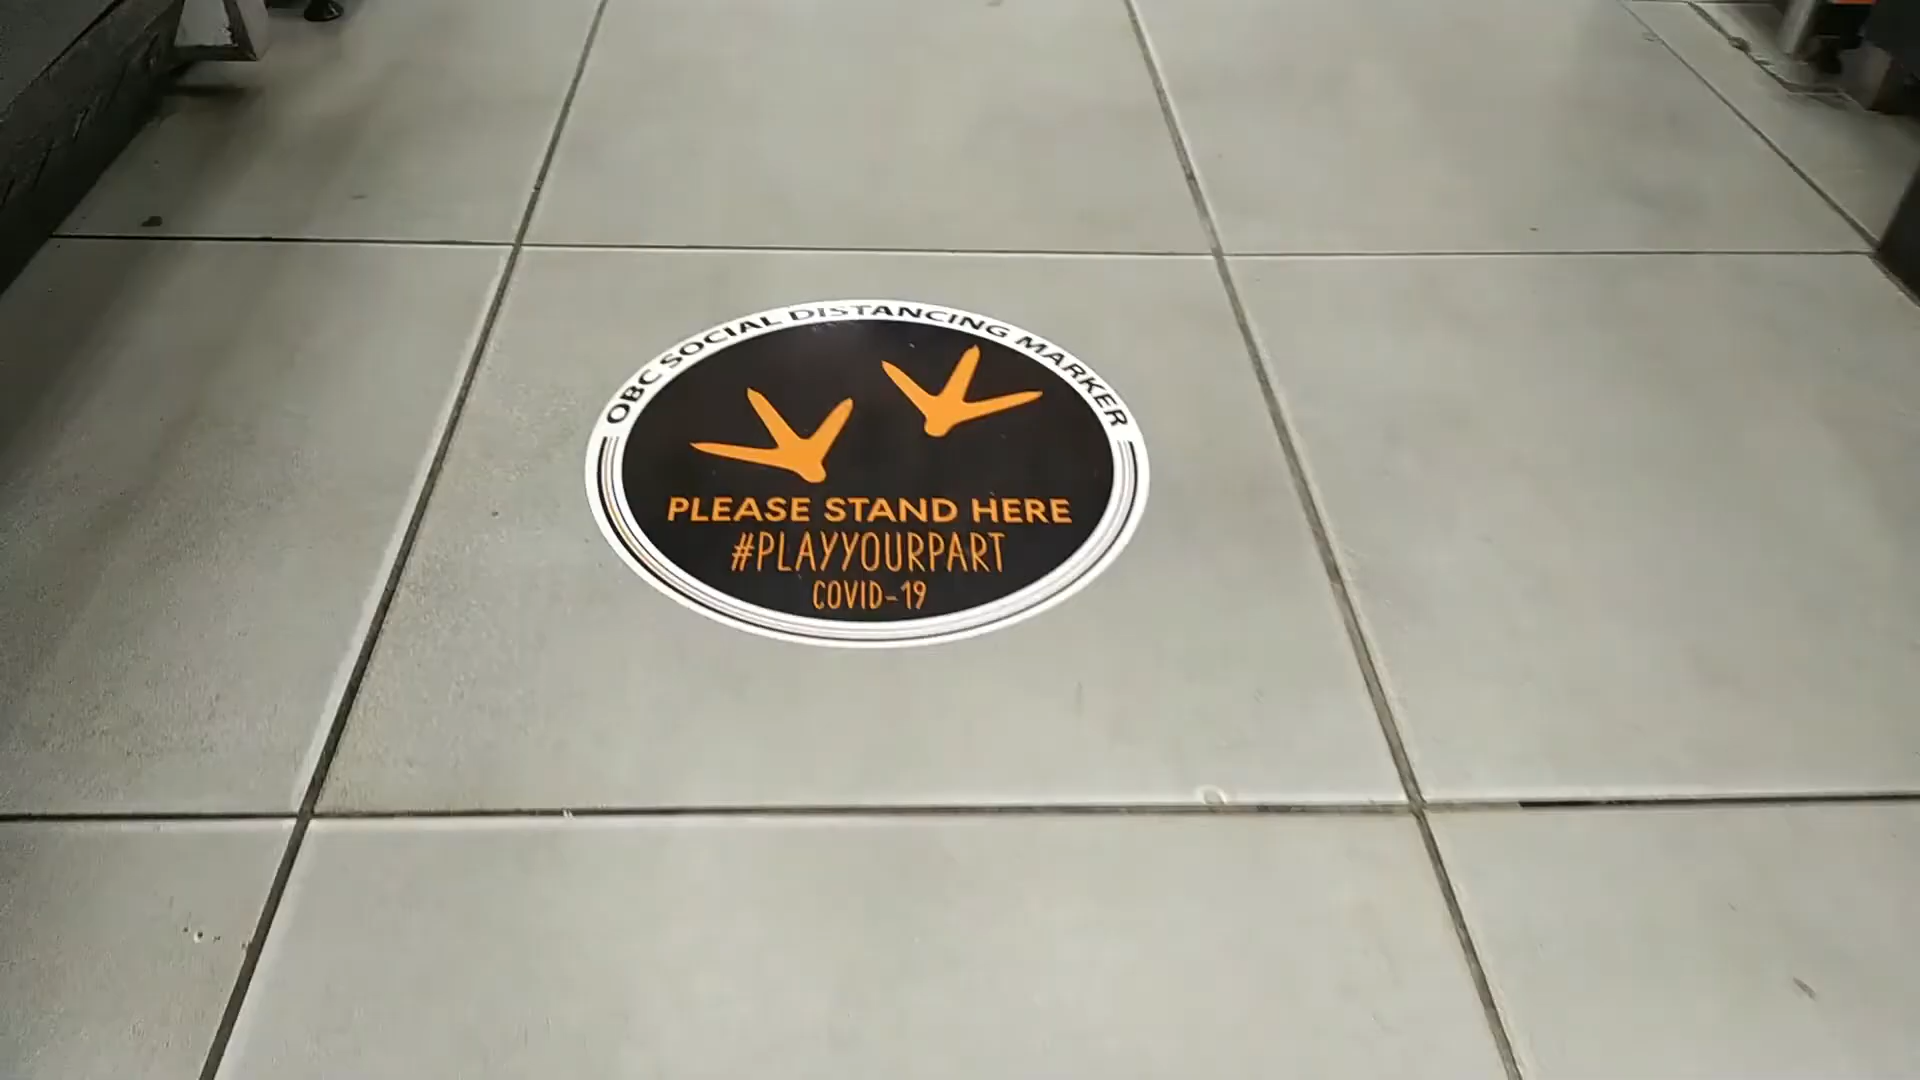 OBC SOCIAL DISTANCING MARKER
PLEASE STAND HERE
#PLAYYOURPART
COVID-19